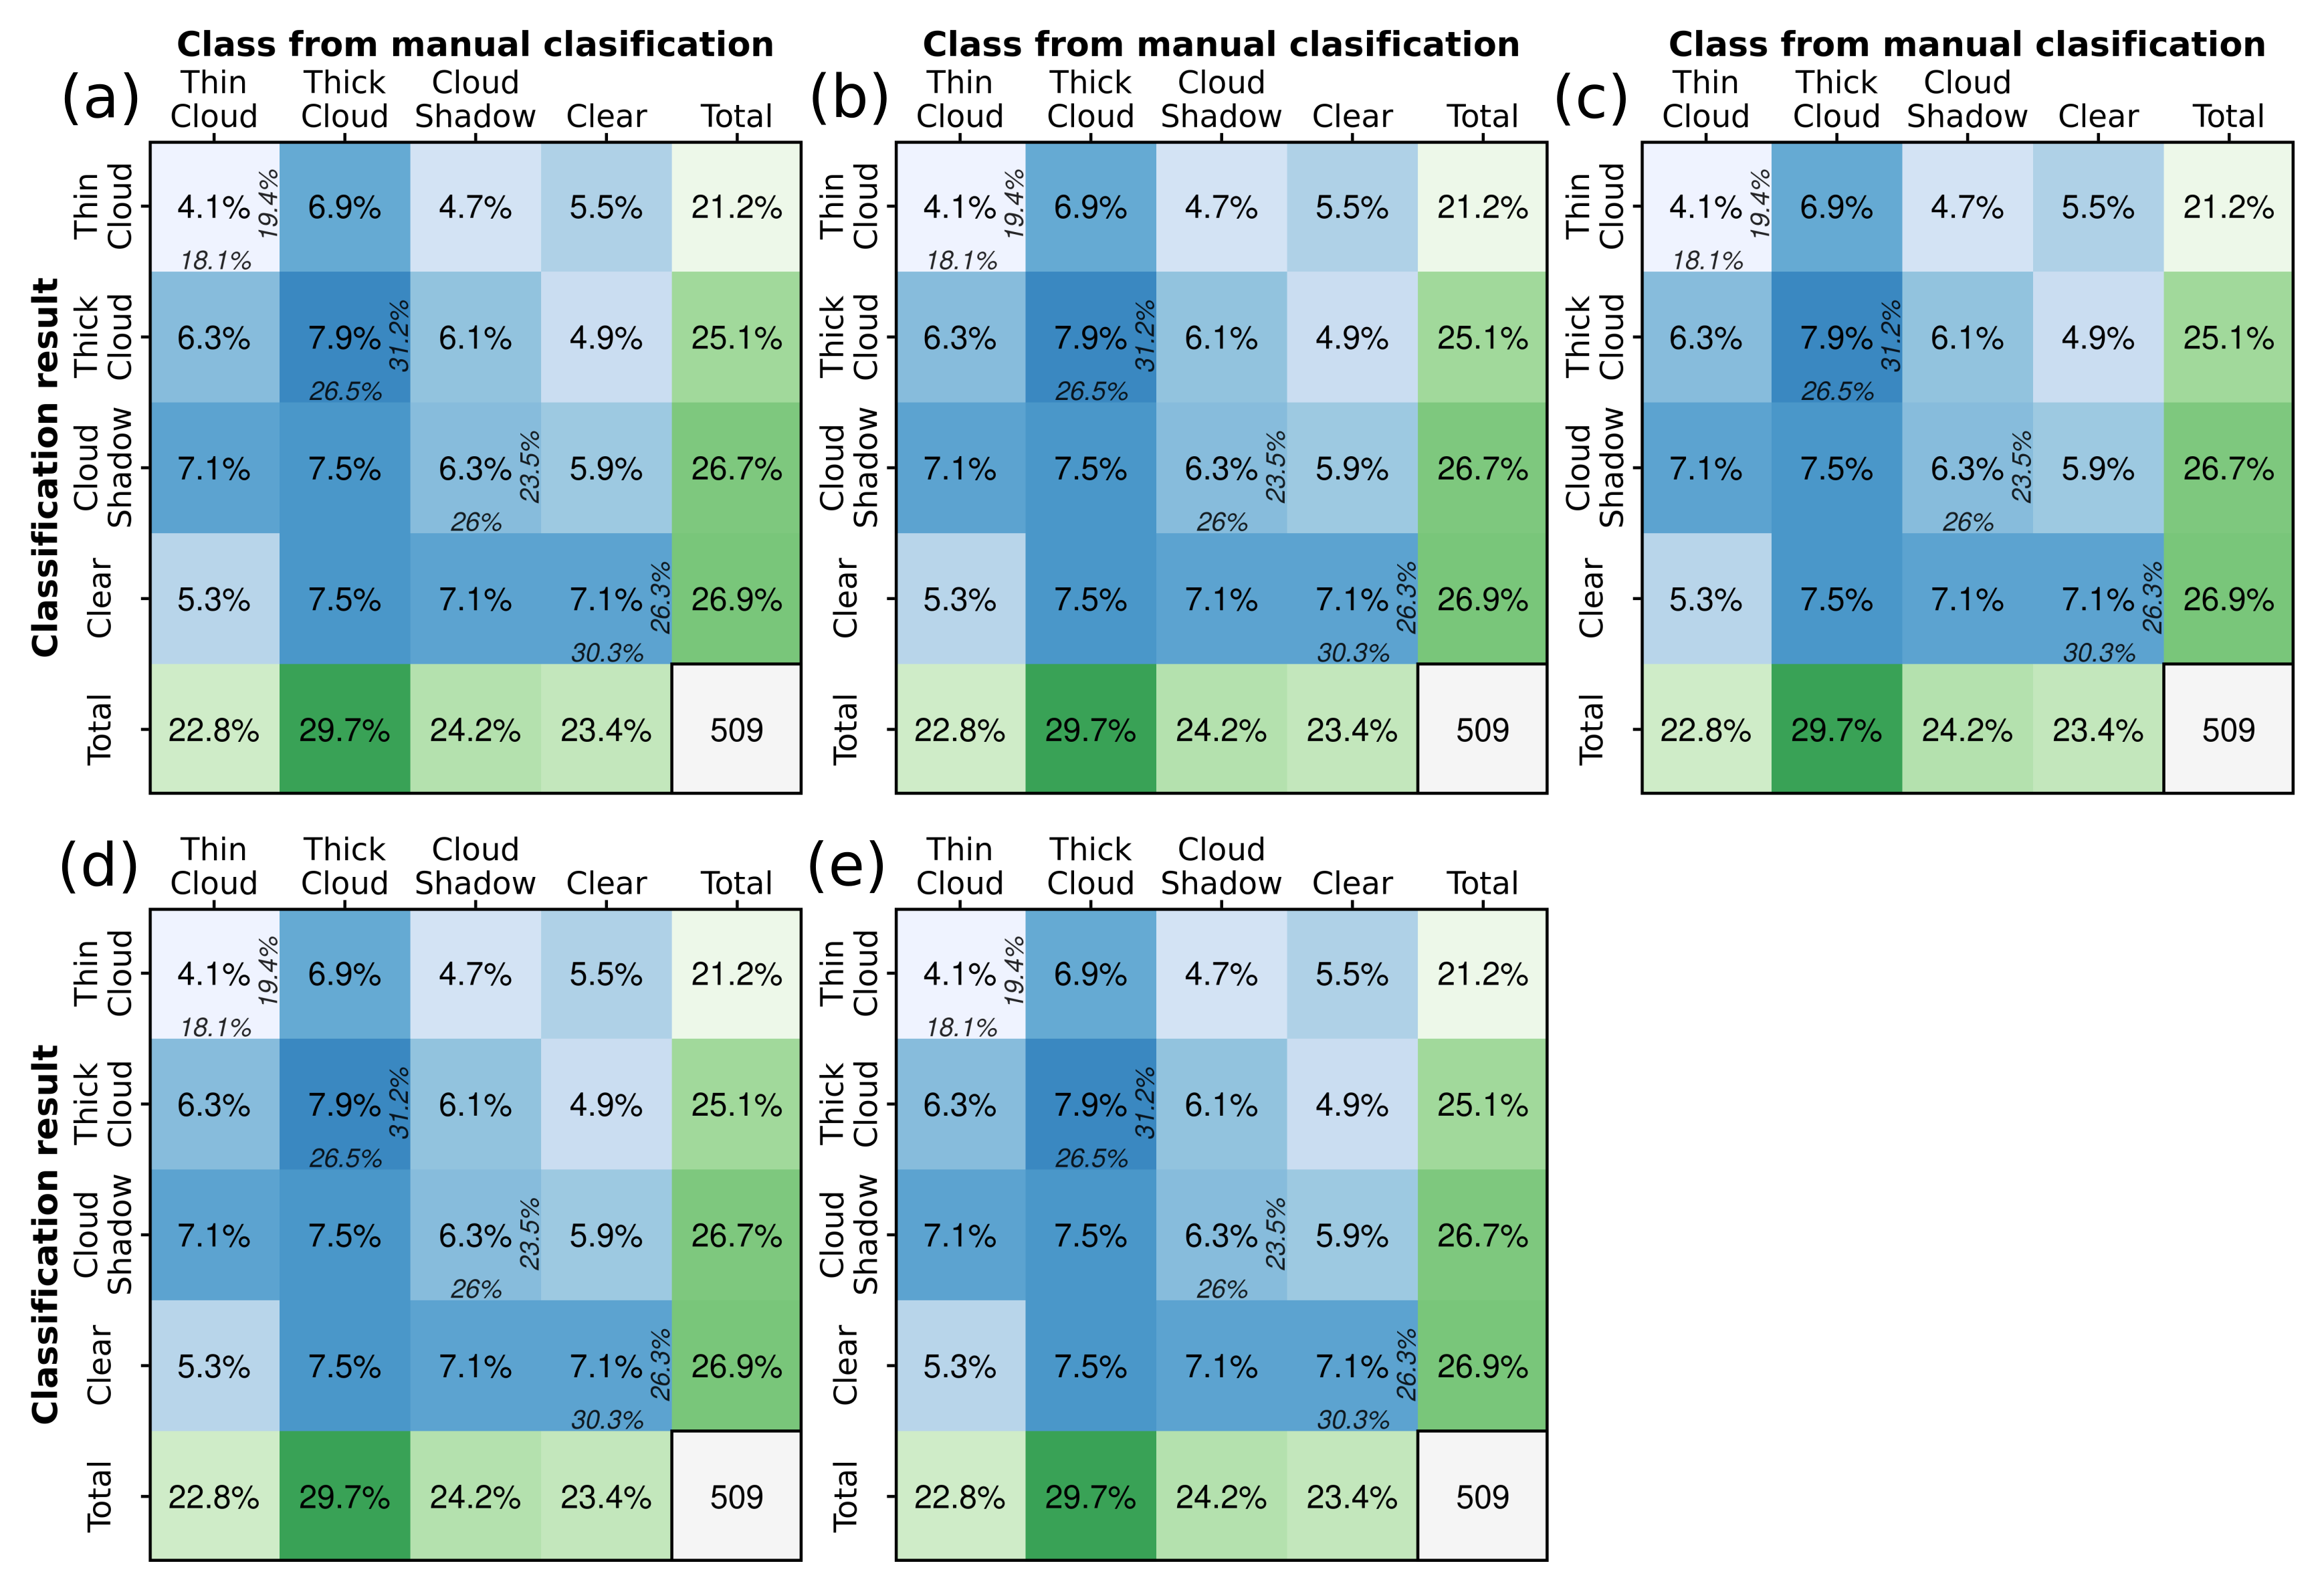 Class from manual clasification Class from manual clasification Class from manual clasification
(a) Thin Cloud Thick Cloud Cloud Shadow Clear Total
Classification result
Thin Cloud 4.1% 19.4% 18.1% 6.9% 4.7% 5.5% 21.2%
Thick Cloud 6.3% 7.9% 31.2% 26.5% 6.1% 4.9% 25.1%
Cloud Shadow 7.1% 7.5% 6.3% 23.5% 26% 5.9% 26.7%
Clear 5.3% 7.5% 7.1% 7.1% 26.3% 30.3% 26.9%
Total 22.8% 29.7% 24.2% 23.4% 509
(b) Thin Cloud Thick Cloud Cloud Shadow Clear Total
Thin Cloud 4.1% 19.4% 18.1% 6.9% 4.7% 5.5% 21.2%
Thick Cloud 6.3% 7.9% 31.2% 26.5% 6.1% 4.9% 25.1%
Cloud Shadow 7.1% 7.5% 6.3% 23.5% 26% 5.9% 26.7%
Clear 5.3% 7.5% 7.1% 7.1% 26.3% 30.3% 26.9%
Total 22.8% 29.7% 24.2% 23.4% 509
(c) Thin Cloud Thick Cloud Cloud Shadow Clear Total
Thin Cloud 4.1% 19.4% 18.1% 6.9% 4.7% 5.5% 21.2%
Thick Cloud 6.3% 7.9% 31.2% 26.5% 6.1% 4.9% 25.1%
Cloud Shadow 7.1% 7.5% 6.3% 23.5% 26% 5.9% 26.7%
Clear 5.3% 7.5% 7.1% 7.1% 26.3% 30.3% 26.9%
Total 22.8% 29.7% 24.2% 23.4% 509
(d) Thin Cloud Thick Cloud Cloud Shadow Clear Total
Classification result
Thin Cloud 4.1% 19.4% 18.1% 6.9% 4.7% 5.5% 21.2%
Thick Cloud 6.3% 7.9% 31.2% 26.5% 6.1% 4.9% 25.1%
Cloud Shadow 7.1% 7.5% 6.3% 23.5% 26% 5.9% 26.7%
Clear 5.3% 7.5% 7.1% 7.1% 26.3% 30.3% 26.9%
Total 22.8% 29.7% 24.2% 23.4% 509
(e) Thin Cloud Thick Cloud Cloud Shadow Clear Total
Thin Cloud 4.1% 19.4% 18.1% 6.9% 4.7% 5.5% 21.2%
Thick Cloud 6.3% 7.9% 31.2% 26.5% 6.1% 4.9% 25.1%
Cloud Shadow 7.1% 7.5% 6.3% 23.5% 26% 5.9% 26.7%
Clear 5.3% 7.5% 7.1% 7.1% 26.3% 30.3% 26.9%
Total 22.8% 29.7% 24.2% 23.4% 509